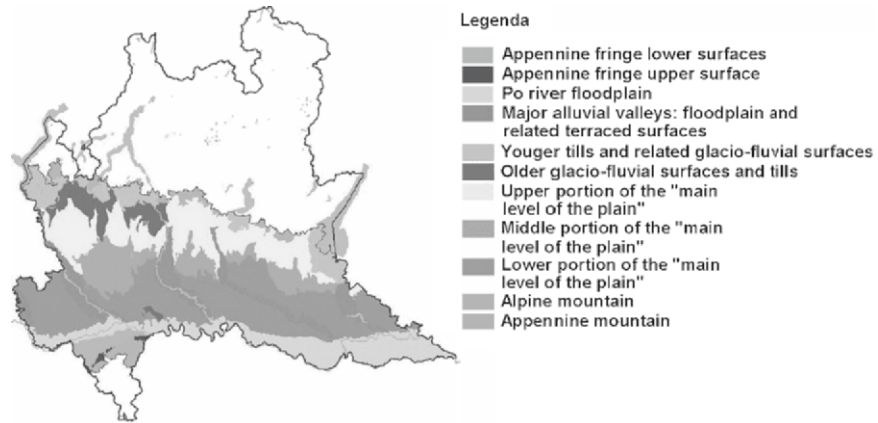 Legenda
Appennine fringe lower surfaces
Appennine fringe upper surface
Po river floodplain
Major alluvial valleys: floodplain and
related terraced surfaces
Youger tills and related glacio-fluvial surfaces
Older glacio-fluvial surfaces and tills
Upper portion of the "main
level of the plain"
Middle portion of the "main
level of the plain"
Lower portion of the "main
level of the plain"
Alpine mountain
Appennine mountain